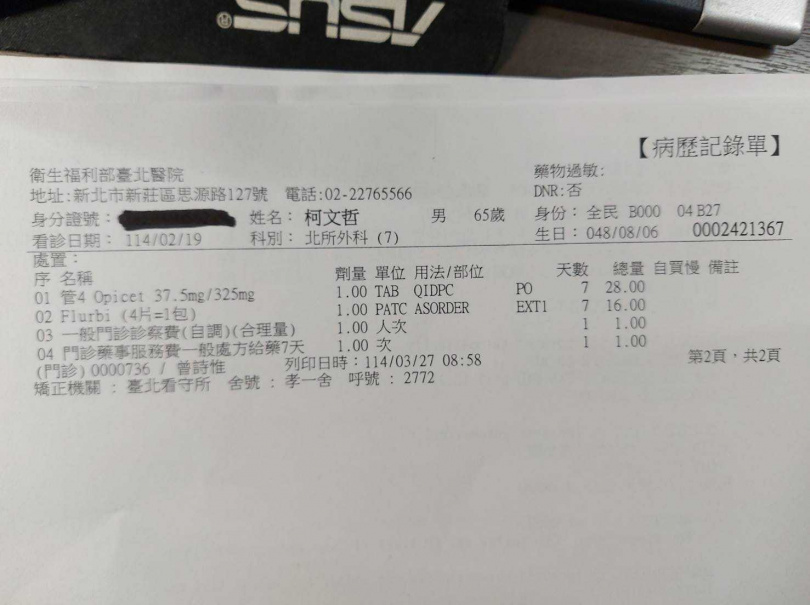 ASUS®
【病歷記錄單】
衛生福利部臺北醫院 藥物過敏:
地址:新北市新莊區思源路127號 電話:02-22765566 DNR:否
身分證號: 姓名: 柯文哲 男 65歲 身份: 全民 B000 04 B27
看診日期: 114/02/19 科別: 北所外科 (7) 生日: 048/08/06 0002421367
處置:
序 名稱 劑量 單位 用法/部位 天數 總量 自買慢 備註
01 管4 Opicet 37.5mg/325mg 1.00 TAB QIDPC PO 7 28.00
02 Flurbi (4片=1包) 1.00 PATC ASORDER EXT1 7 16.00
03 一般門診診察費(自調)(合理量) 1.00 人次 1 1.00
04 門診藥事服務費一般處方給藥7天 1.00 次 1 1.00
(門診)0000736 / 曾詩惟 列印日時:114/03/27 08:58 第2頁，共2頁
矯正機關 : 臺北看守所 舍號 : 孝一舍 呼號 : 2772